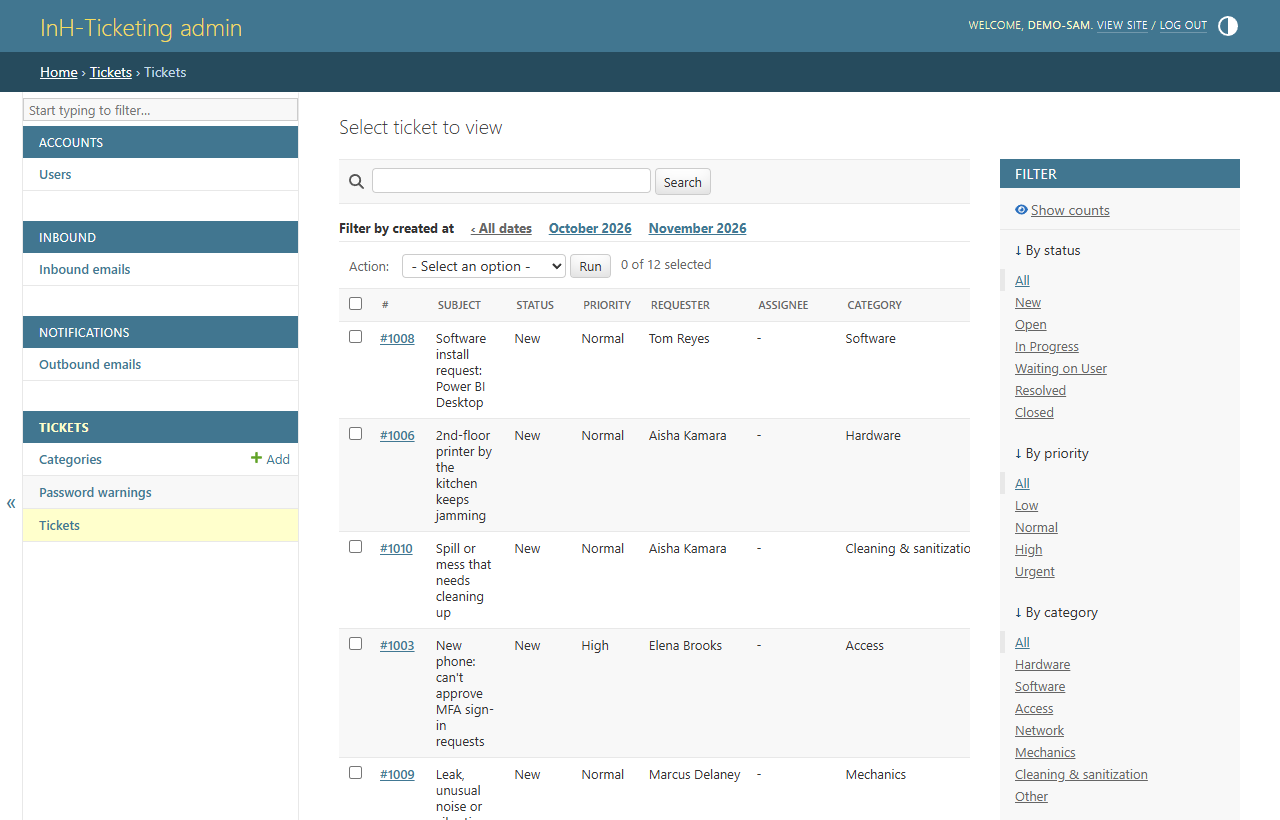 InH-Ticketing admin
WELCOME, DEMO-SAM. VIEW SITE / LOG OUT
Home › Tickets › Tickets
Start typing to filter...
ACCOUNTS
Users
INBOUND
Inbound emails
NOTIFICATIONS
Outbound emails
TICKETS
Categories
Add
Password warnings
Tickets
«
Select ticket to view
Search
Filter by created at ‹ All dates October 2026 November 2026
Action: - Select an option - Run 0 of 12 selected
# SUBJECT STATUS PRIORITY REQUESTER ASSIGNEE CATEGORY
#1008 Software New Normal Tom Reyes - Software
install
request:
Power BI
Desktop
#1006 2nd-floor New Normal Aisha Kamara - Hardware
printer by
the
kitchen
keeps
jamming
#1010 Spill or New Normal Aisha Kamara - Cleaning & sanitizatio
mess that
needs
cleaning
up
#1003 New New High Elena Brooks - Access
phone:
can't
approve
MFA sign-
in
requests
#1009 Leak, New Normal Marcus Delaney - Mechanics
unusual
noise or
FILTER
Show counts
↓ By status
All
New
Open
In Progress
Waiting on User
Resolved
Closed
↓ By priority
All
Low
Normal
High
Urgent
↓ By category
All
Hardware
Software
Access
Network
Mechanics
Cleaning & sanitization
Other